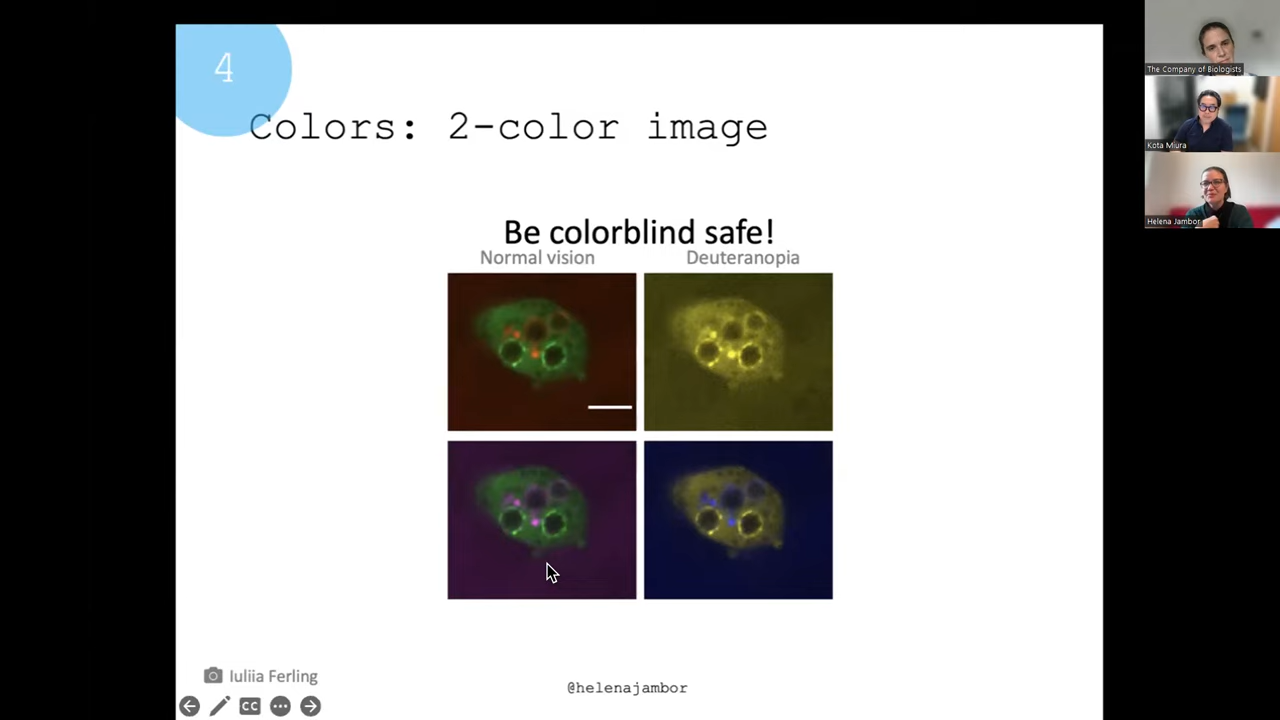 4
Colors: 2-color image
Be colorblind safe!
Normal vision
Deuteranopia
Iuliia Ferling
@helenajambor
CC
The Company of Biologists
Kota Miura
Helena Jambor